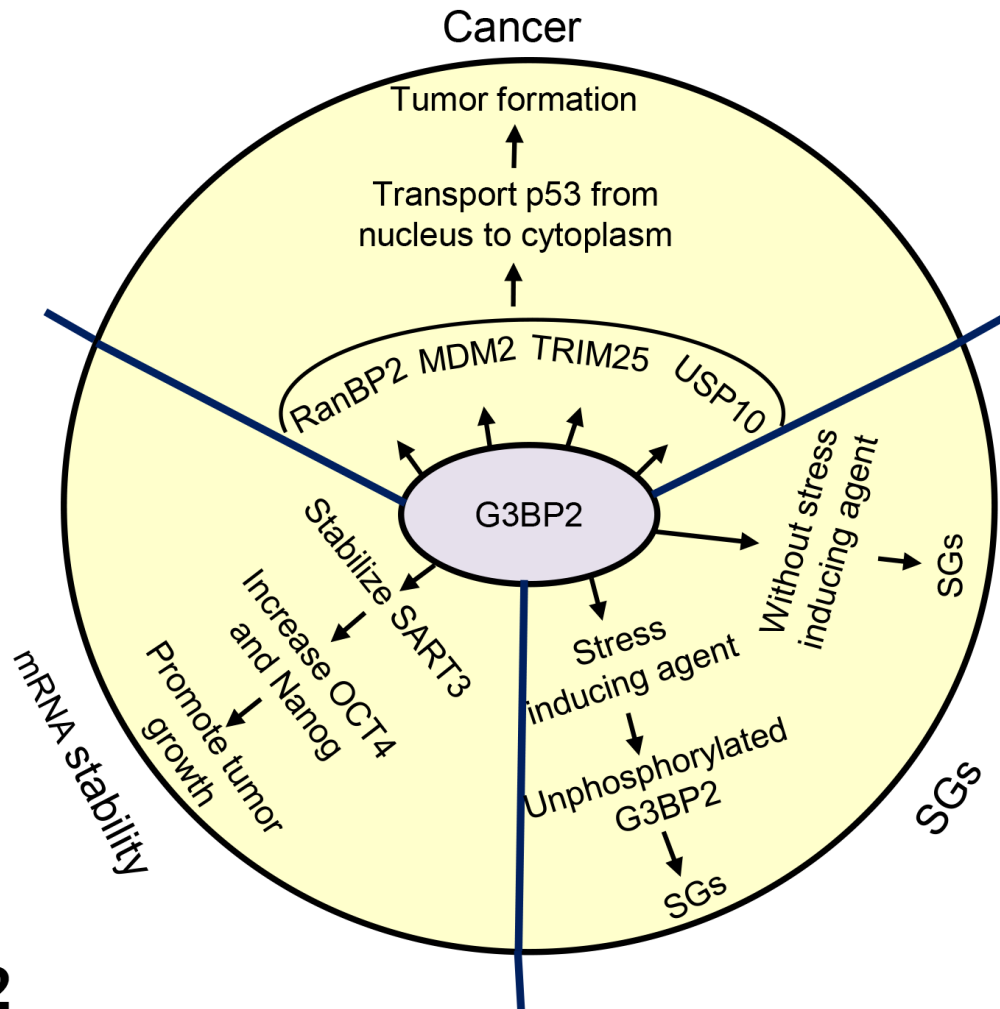 Cancer
Tumor formation
Transport p53 from
nucleus to cytoplasm
RanBP2
MDM2
TRIM25
USP10
G3BP2
Without stress
inducing agent
SGs
Stress
inducing agent
Unphosphorylated
G3BP2
SGs
SGs
Stabilize SART3
Increase OCT4
and Nanog
Promote tumor
growth
mRNA stability
2